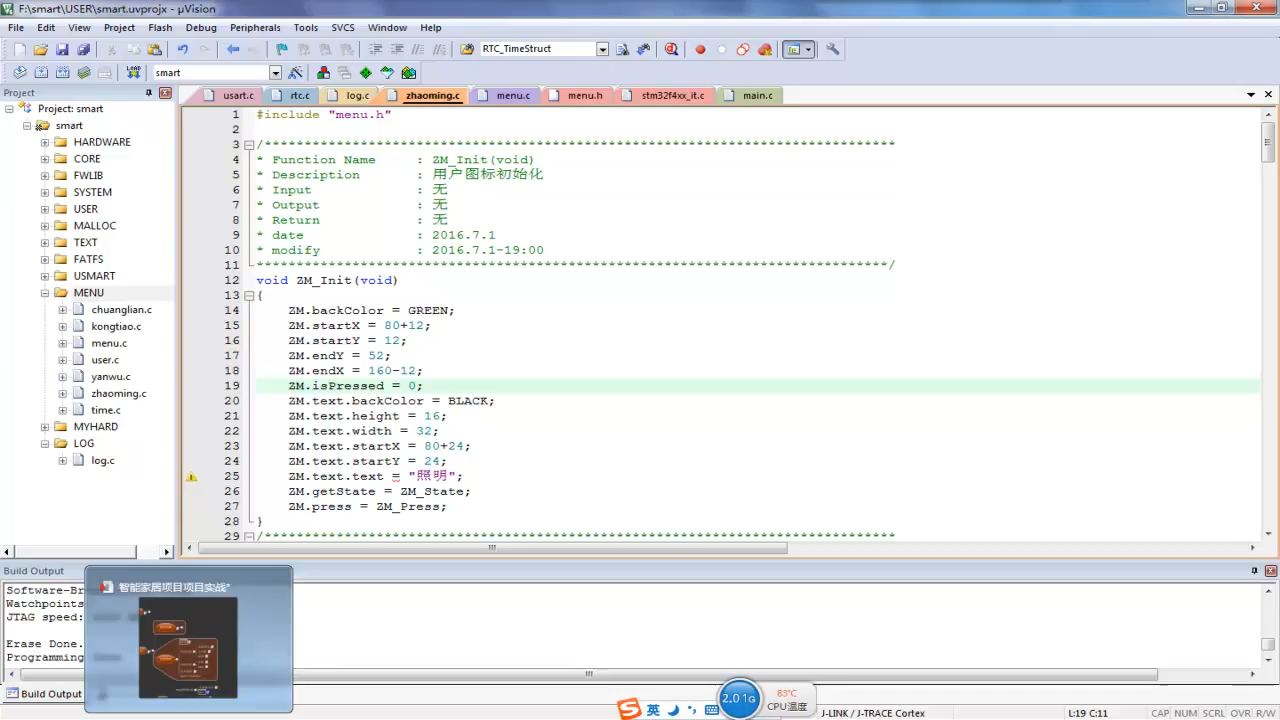 F:\smart\USER\smart.uvprojx - µVision
File Edit View Project Flash Debug Peripherals Tools SVCS Window Help
RTC_TimeStruct
LOAD smart
Project
usart.c rtc.c log.c zhaoming.c menu.c menu.h stm32f4xx_it.c main.c
Project: smart
smart
HARDWARE
CORE
FWLIB
SYSTEM
USER
MALLOC
TEXT
FATFS
USMART
MENU
chuanglian.c
kongtiao.c
menu.c
user.c
yanwu.c
zhaoming.c
time.c
MYHARD
LOG
log.c
1 #include "menu.h"
2
3 /*******************************************************************************
4 * Function Name : ZM_Init(void)
5 * Description : 用户图标初始化
6 * Input : 无
7 * Output : 无
8 * Return : 无
9 * date : 2016.7.1
10 * modify : 2016.7.1-19:00
11 *******************************************************************************/
12 void ZM_Init(void)
13 {
14 ZM.backColor = GREEN;
15 ZM.startX = 80+12;
16 ZM.startY = 12;
17 ZM.endY = 52;
18 ZM.endX = 160-12;
19 ZM.isPressed = 0;
20 ZM.text.backColor = BLACK;
21 ZM.text.height = 16;
22 ZM.text.width = 32;
23 ZM.text.startX = 80+24;
24 ZM.text.startY = 24;
25 ZM.text.text = "照明";
26 ZM.getState = ZM_State;
27 ZM.press = ZM_Press;
28 }
29 /*******************************************************************************
Build Output
Software-Br
Watchpoints
JTAG speed:
Erase Done.
Programming
智能家居项目项目实战*
Build Output
英
2.01G
83℃
CPU温度
J-LINK / J-TRACE Cortex
L:19 C:11
CAP NUM SCRL OVR R/W